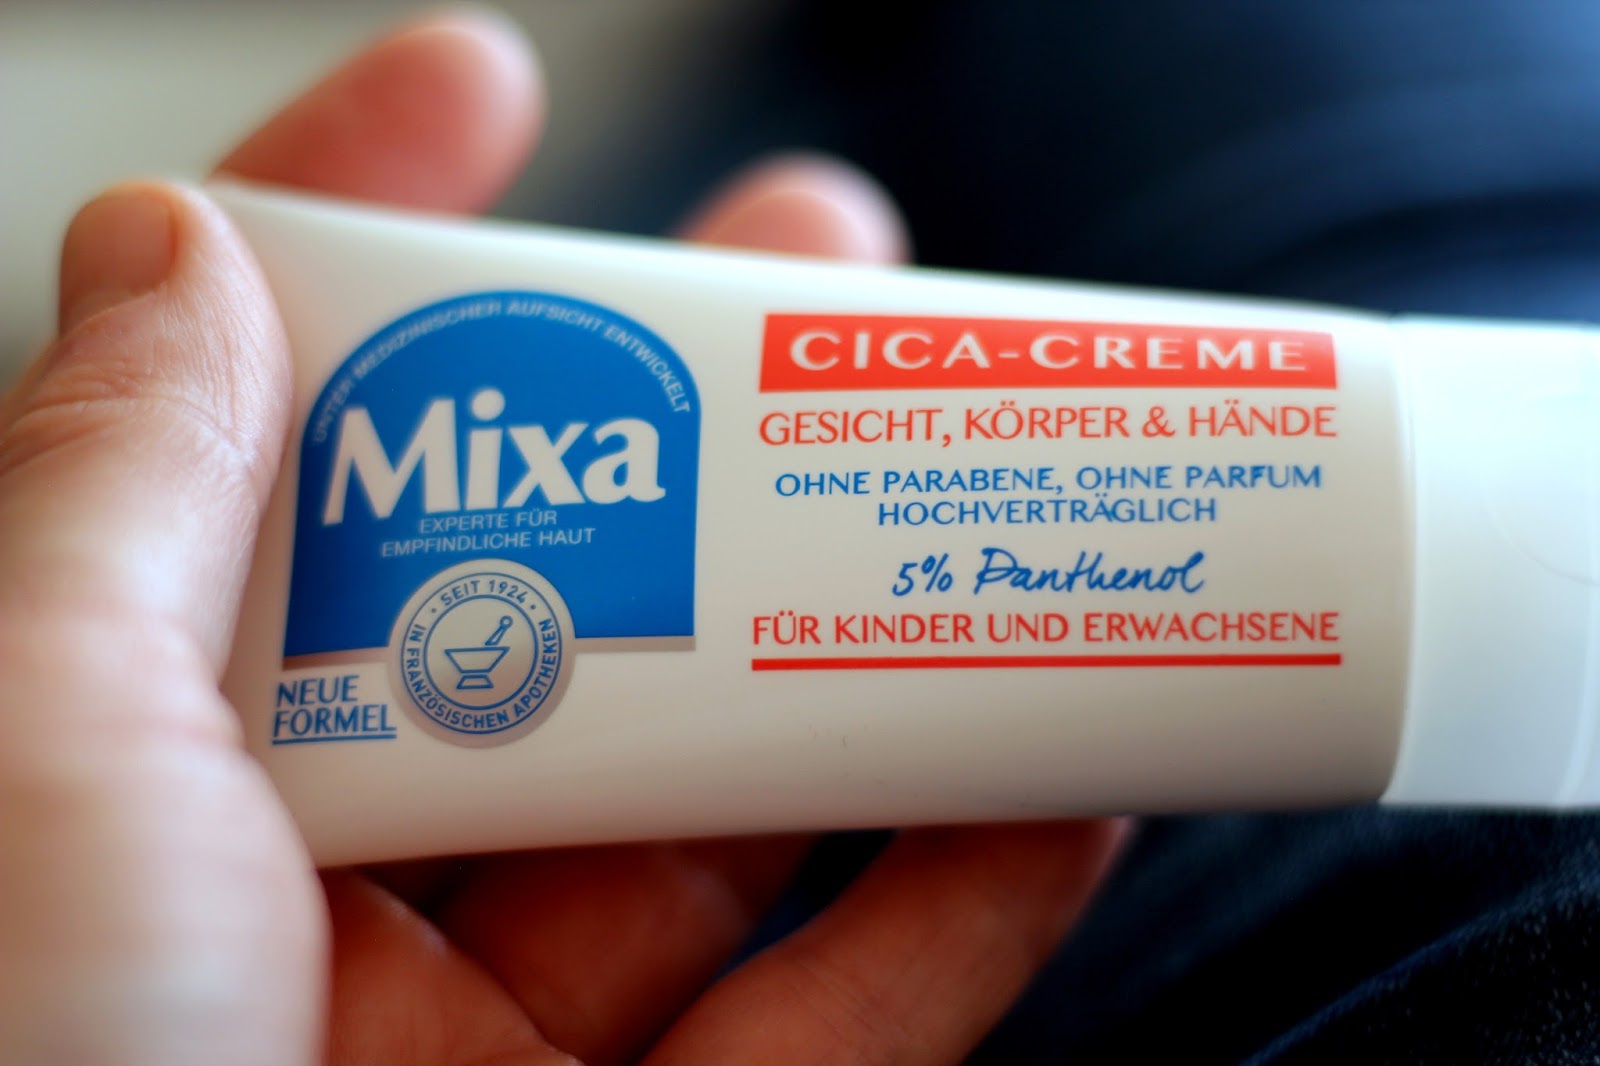 UNTER MEDIZINISCHER AUFSICHT ENTWICKELT
Mixa
EXPERTE FÜR
EMPFINDLICHE HAUT
· SEIT 1924 ·
IN FRANZÖSISCHEN APOTHEKEN
NEUE
FORMEL
CICA-CREME
GESICHT, KÖRPER & HÄNDE
OHNE PARABENE, OHNE PARFUM
HOCHVERTRÄGLICH
5% Panthenol
FÜR KINDER UND ERWACHSENE